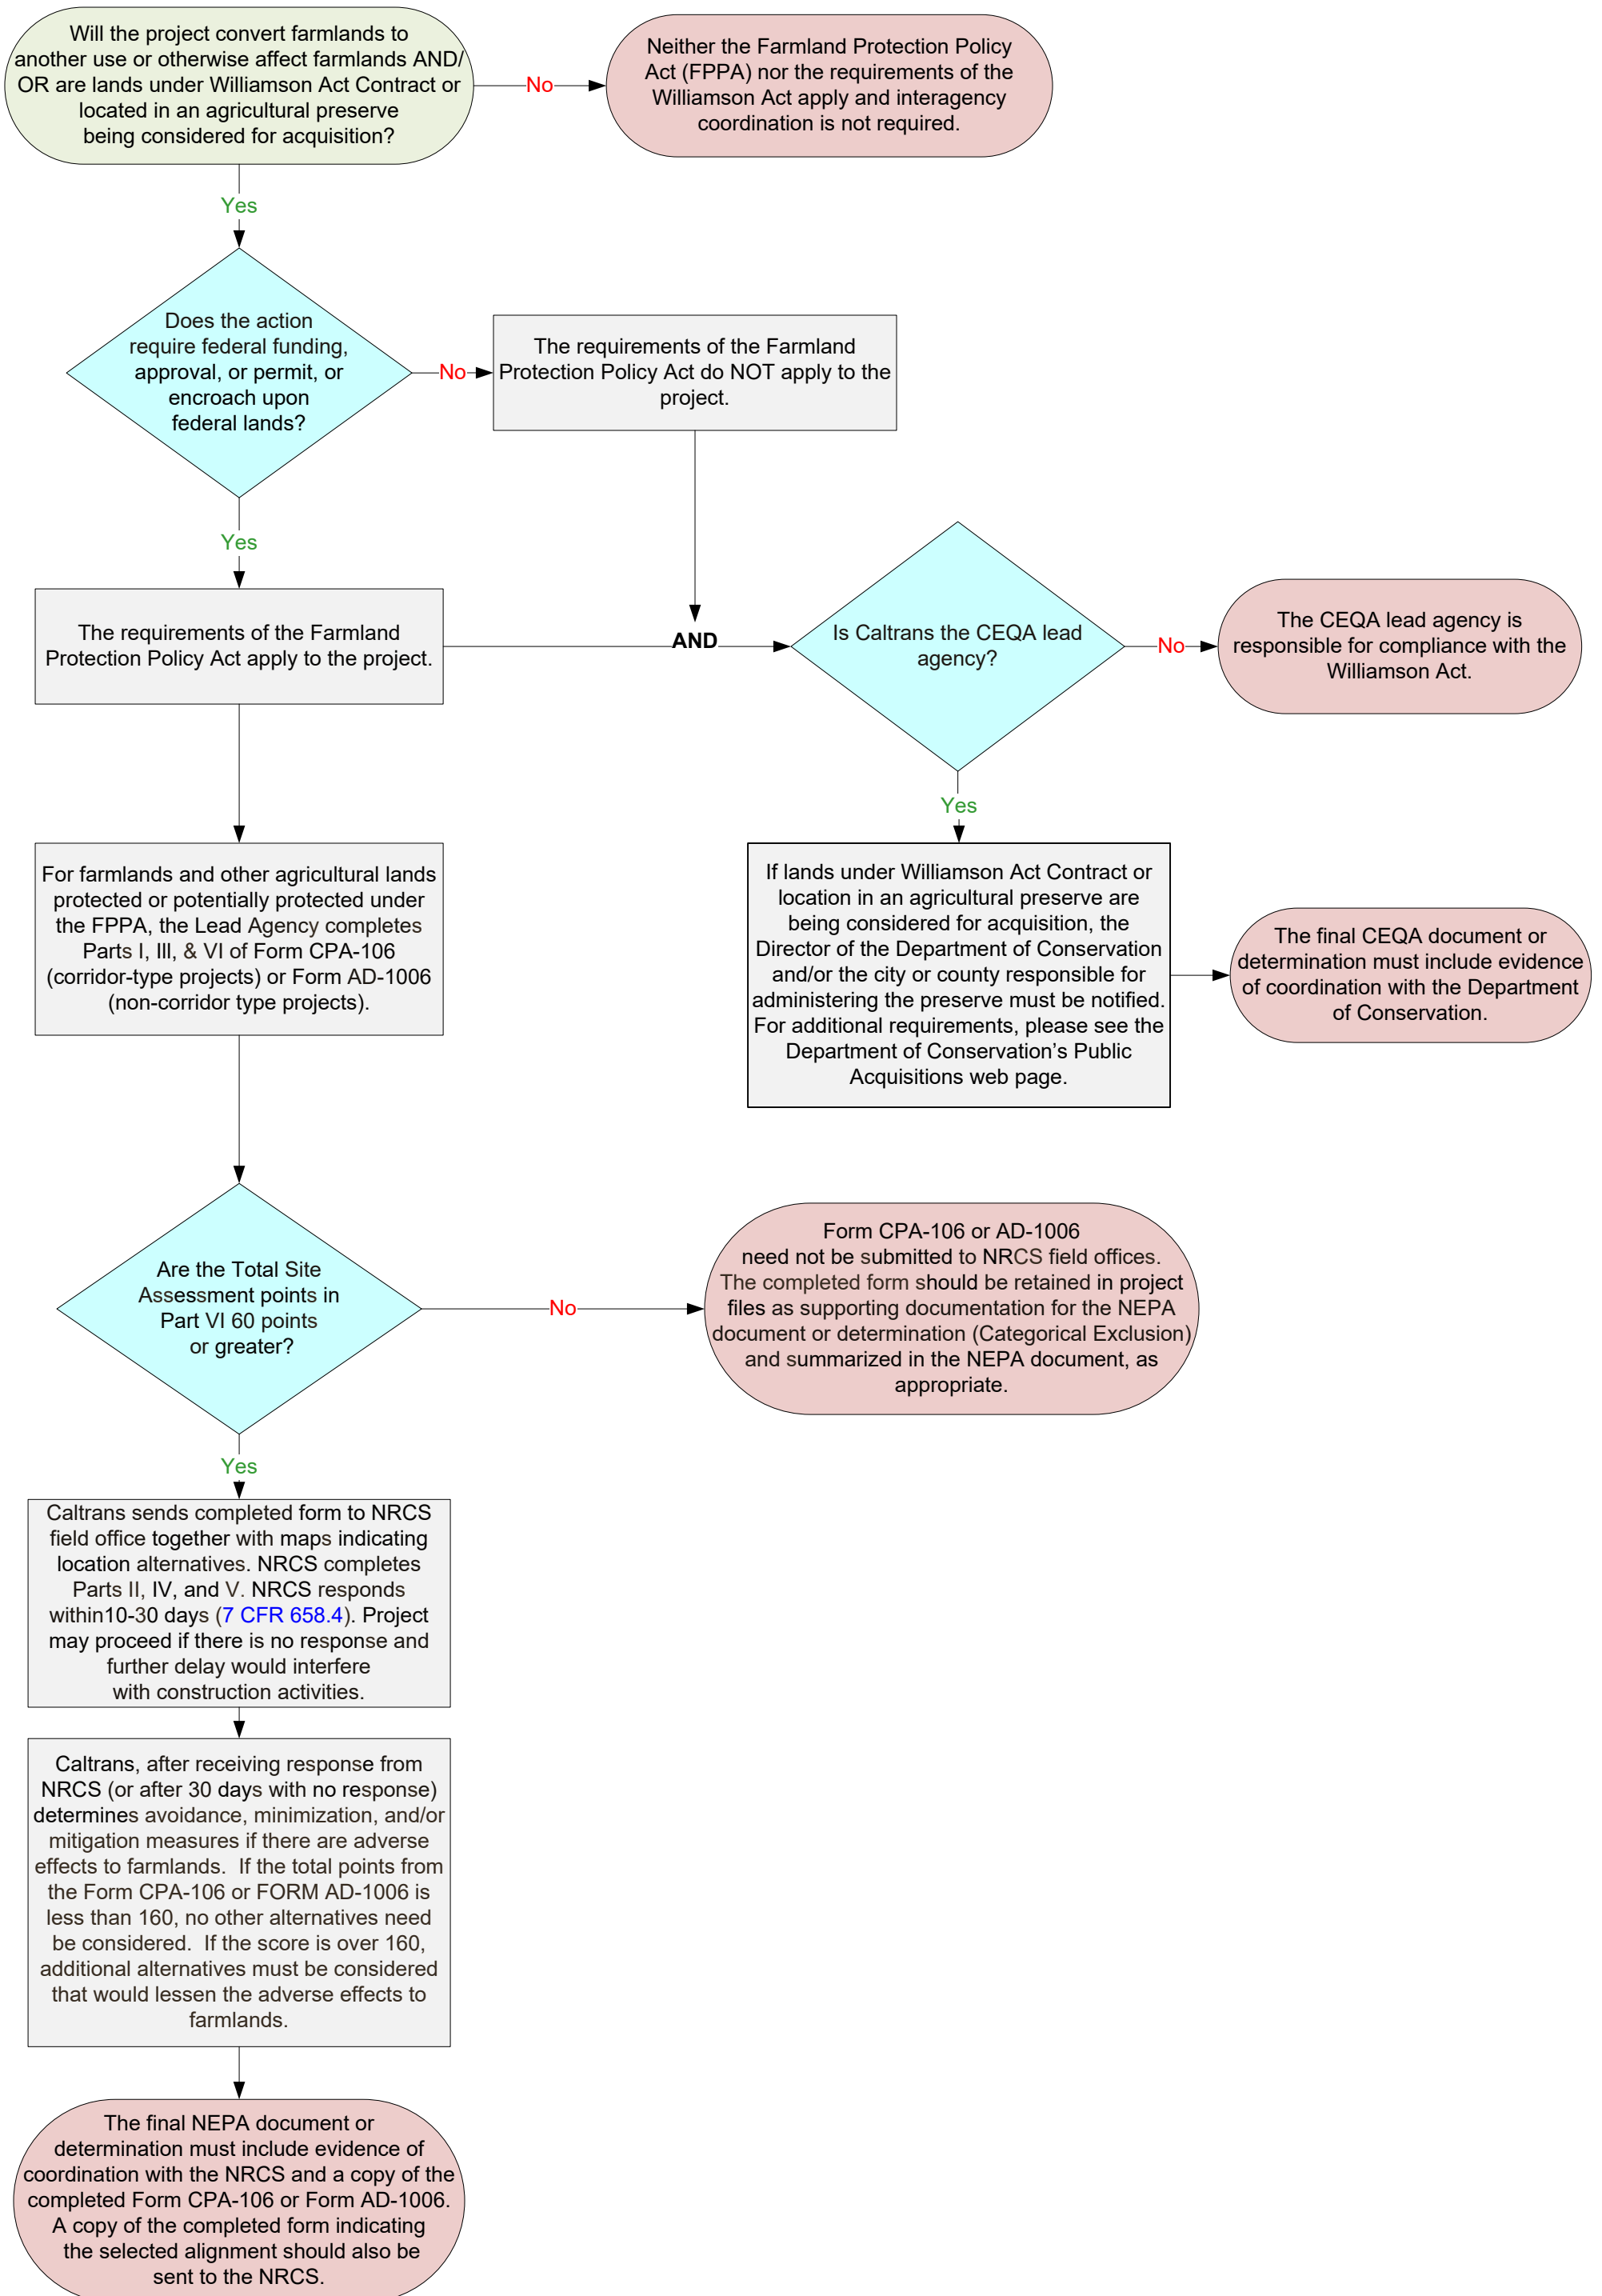 Will the project convert farmlands to
another use or otherwise affect farmlands AND/
OR are lands under Williamson Act Contract or
located in an agricultural preserve
being considered for acquisition?
No
Neither the Farmland Protection Policy
Act (FPPA) nor the requirements of the
Williamson Act apply and interagency
coordination is not required.
Yes
Does the action
require federal funding,
approval, or permit, or
encroach upon
federal lands?
No
The requirements of the Farmland
Protection Policy Act do NOT apply to the
project.
Yes
The requirements of the Farmland
Protection Policy Act apply to the project.
AND
Is Caltrans the CEQA lead
agency?
No
The CEQA lead agency is
responsible for compliance with the
Williamson Act.
Yes
For farmlands and other agricultural lands
protected or potentially protected under
the FPPA, the Lead Agency completes
Parts I, III, & VI of Form CPA-106
(corridor-type projects) or Form AD-1006
(non-corridor type projects).
If lands under Williamson Act Contract or
location in an agricultural preserve are
being considered for acquisition, the
Director of the Department of Conservation
and/or the city or county responsible for
administering the preserve must be notified.
For additional requirements, please see the
Department of Conservation’s Public
Acquisitions web page.
The final CEQA document or
determination must include evidence
of coordination with the Department
of Conservation.
Are the Total Site
Assessment points in
Part VI 60 points
or greater?
No
Form CPA-106 or AD-1006
need not be submitted to NRCS field offices.
The completed form should be retained in project
files as supporting documentation for the NEPA
document or determination (Categorical Exclusion)
and summarized in the NEPA document, as
appropriate.
Yes
Caltrans sends completed form to NRCS
field office together with maps indicating
location alternatives. NRCS completes
Parts II, IV, and V. NRCS responds
within10-30 days (7 CFR 658.4). Project
may proceed if there is no response and
further delay would interfere
with construction activities.
Caltrans, after receiving response from
NRCS (or after 30 days with no response)
determines avoidance, minimization, and/or
mitigation measures if there are adverse
effects to farmlands.  If the total points from
the Form CPA-106 or FORM AD-1006 is
less than 160, no other alternatives need
be considered.  If the score is over 160,
additional alternatives must be considered
that would lessen the adverse effects to
farmlands.
The final NEPA document or
determination must include evidence of
coordination with the NRCS and a copy of the
completed Form CPA-106 or Form AD-1006.
A copy of the completed form indicating
the selected alignment should also be
sent to the NRCS.